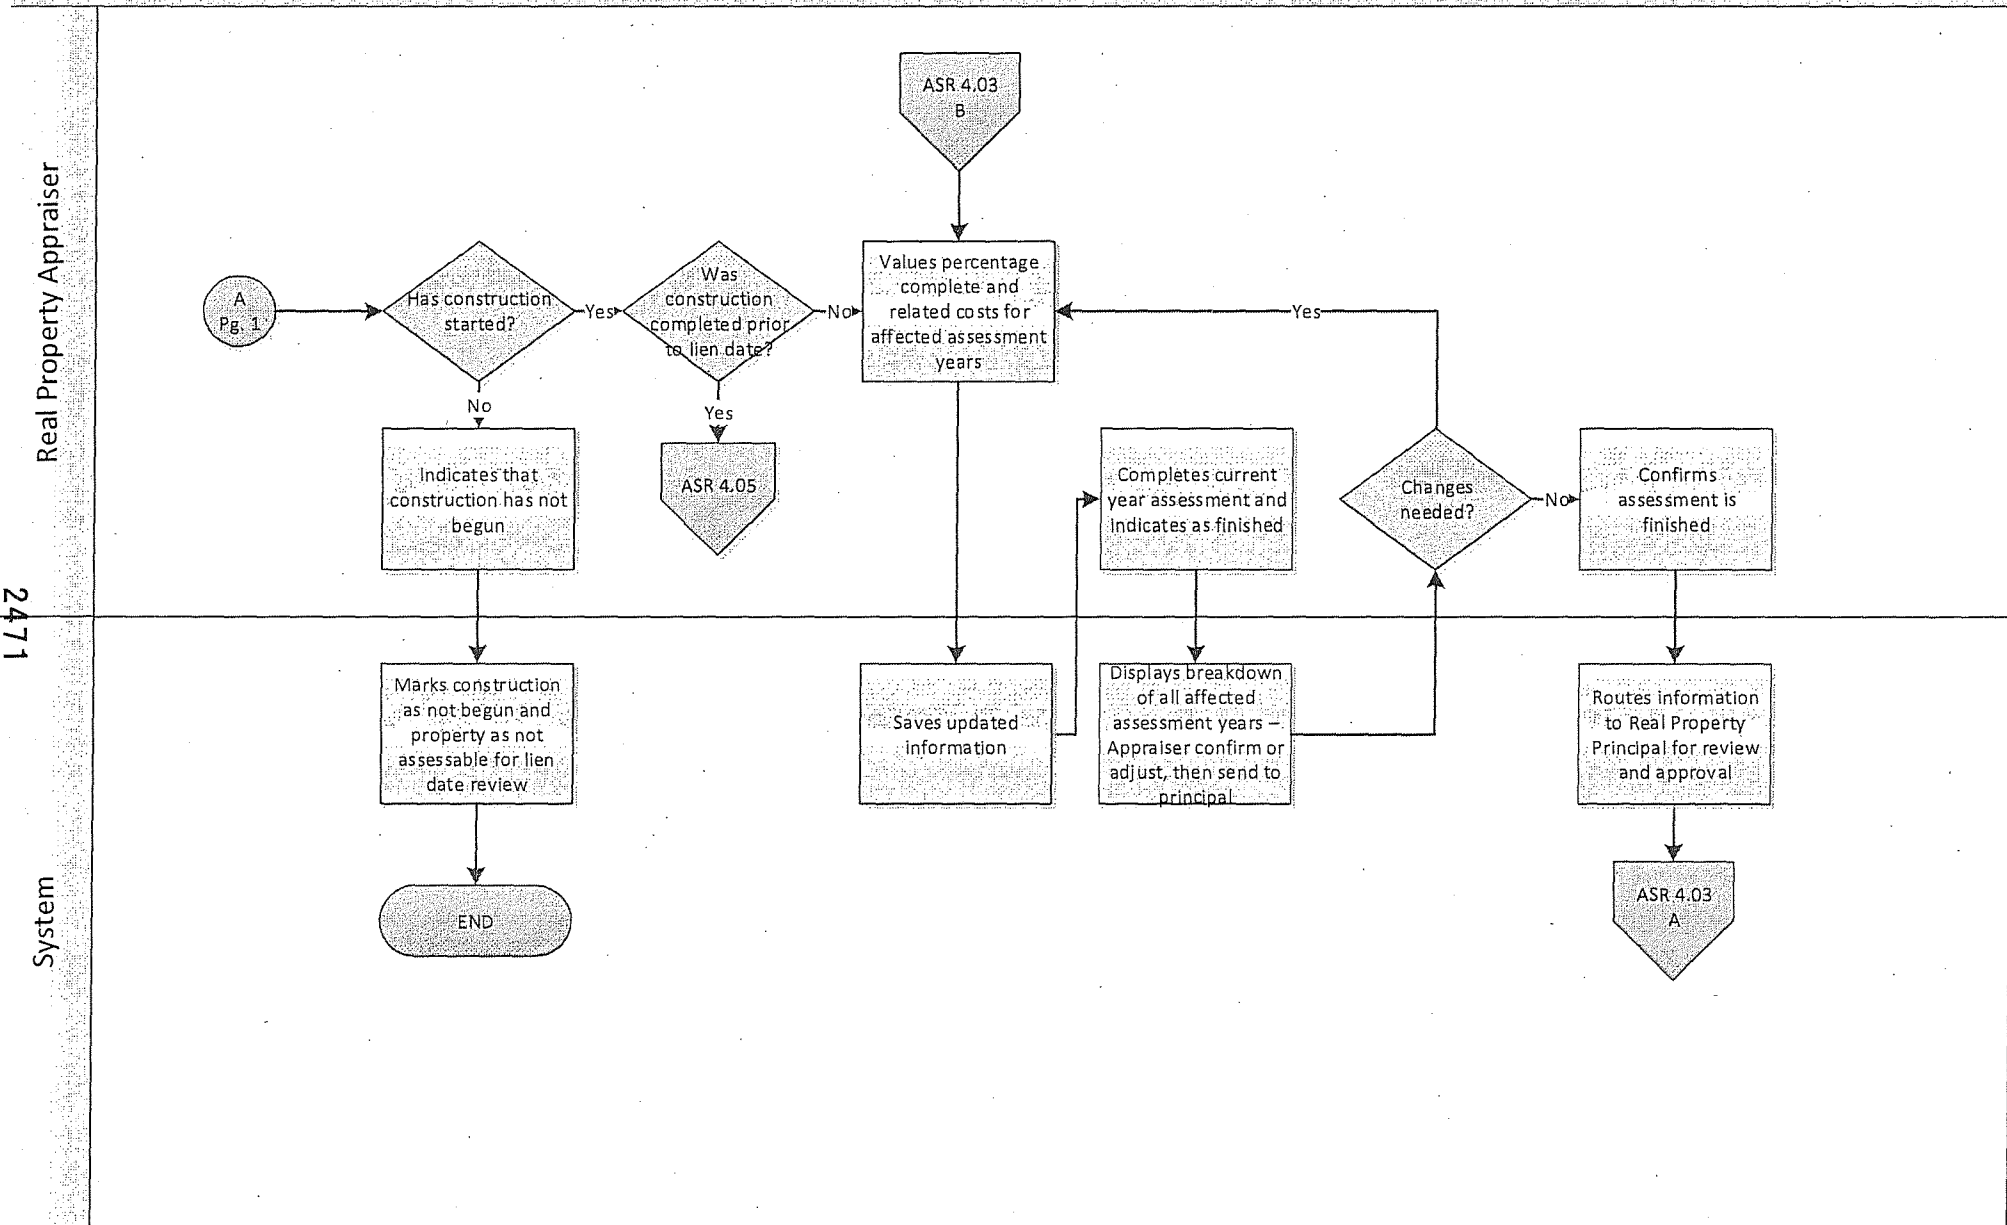 Real Property Appraiser
ASR 4.03
B
A
Pg. 1
Has construction
started?
Yes
Was
construction
completed prior
to lien date?
No
Values percentage
complete and
related costs for
affected assessment
years
Yes
No
Yes
Indicates that
construction has not
begun
ASR 4.05
Completes current
year assessment and
indicates as finished
Changes
needed?
No
Confirms
assessment is
finished
2471
System
Marks construction
as not begun and
property as not
assessable for lien
date review
Saves updated
information
Displays breakdown
of all affected
assessment years –
Appraiser confirm or
adjust, then send to
principal
Routes information
to Real Property
Principal for review
and approval
END
ASR 4.03
A